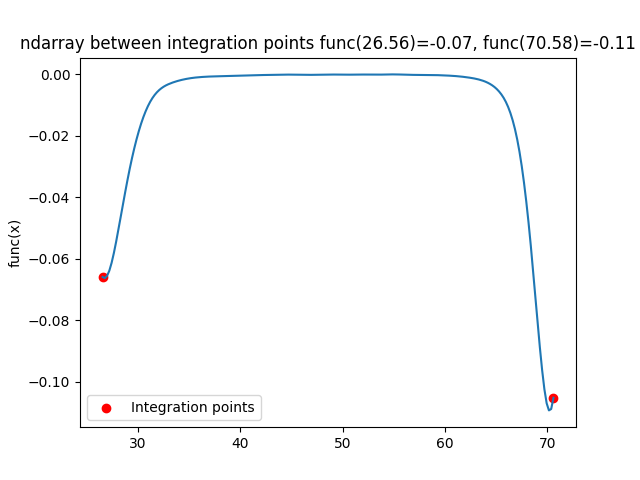 ndarray between integration points func(26.56)=-0.07, func(70.58)=-0.11
0.00
−0.02
−0.04
−0.06
−0.08
−0.10
func(x)
Integration points
30 40 50 60 70